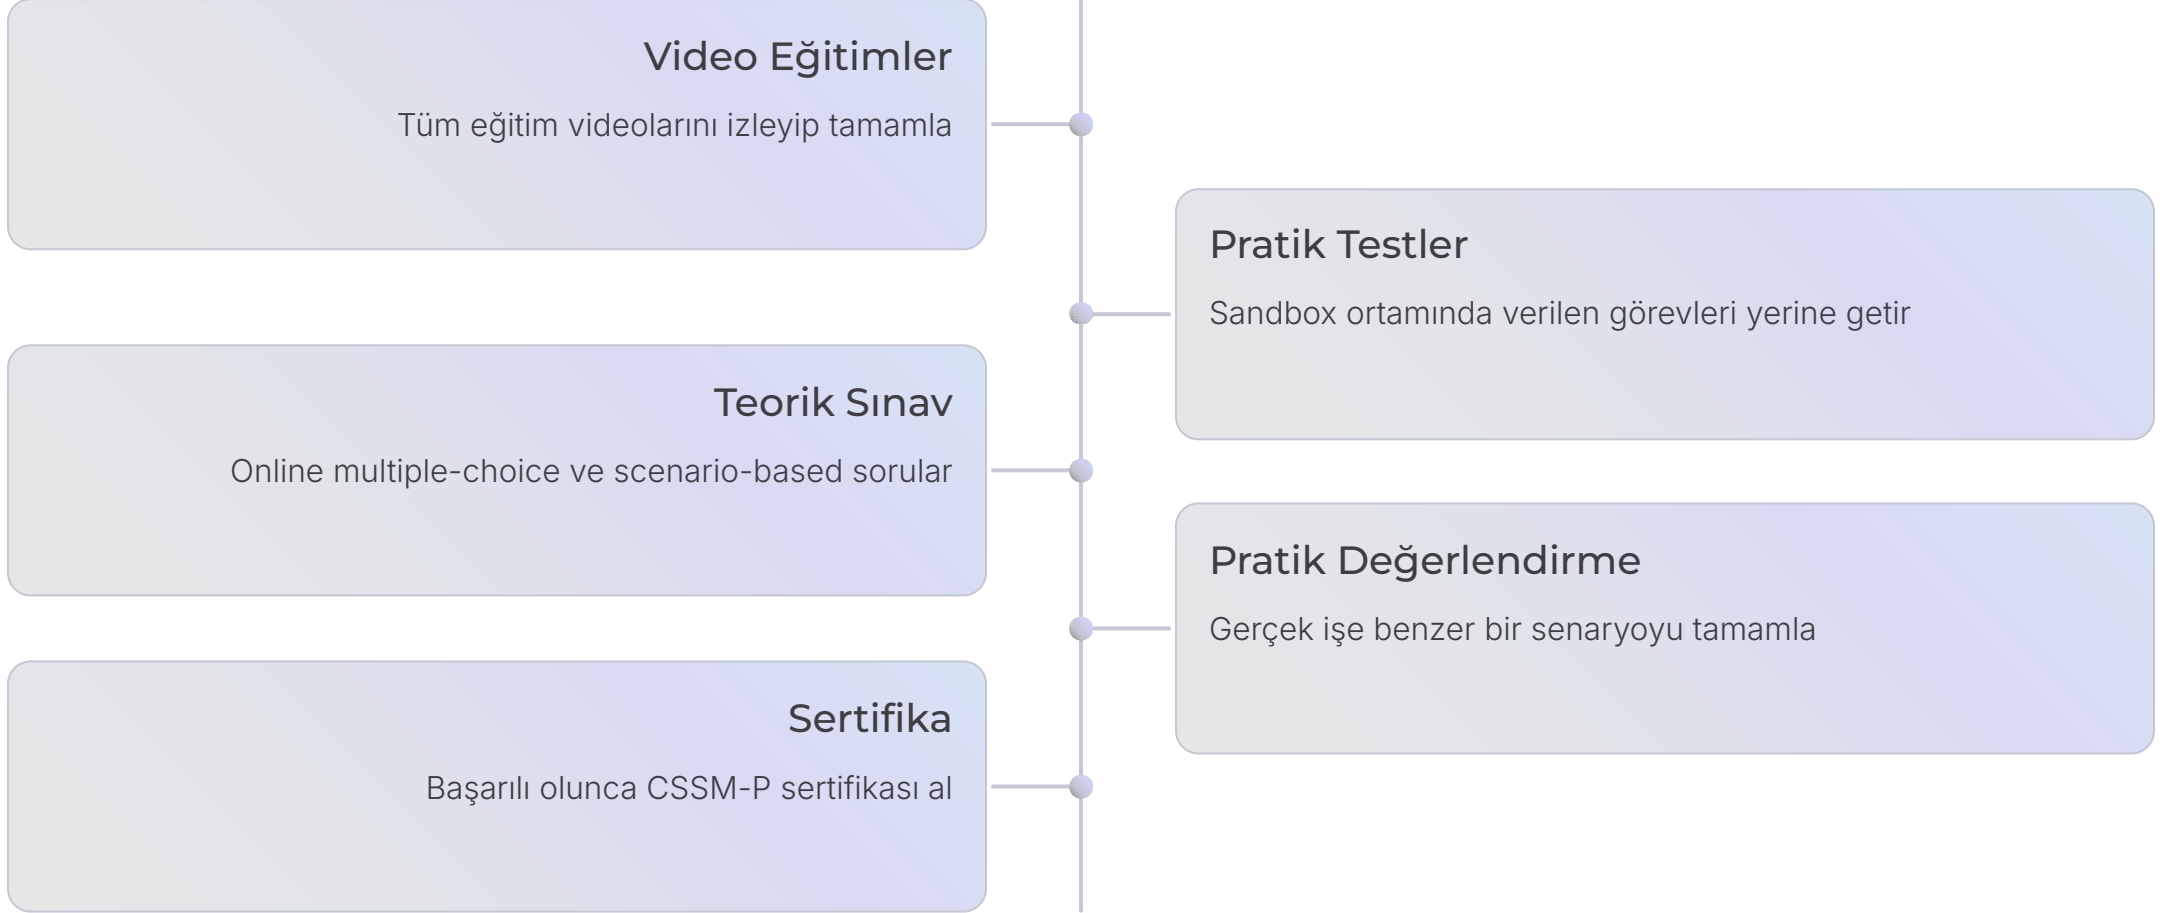 Video Eğitimler
Tüm eğitim videolarını izleyip tamamla
Pratik Testler
Sandbox ortamında verilen görevleri yerine getir
Teorik Sınav
Online multiple-choice ve scenario-based sorular
Pratik Değerlendirme
Gerçek işe benzer bir senaryoyu tamamla
Sertifika
Başarılı olunca CSSM-P sertifikası al